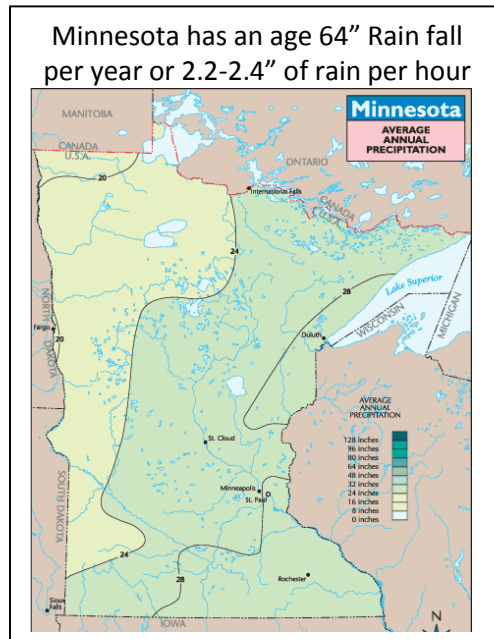 Minnesota has an age 64” Rain fall
per year or 2.2-2.4” of rain per hour
Minnesota
AVERAGE
ANNUAL
PRECIPITATION
MANITOBA
CANADA
U.S.A.
ONTARIO
20
International Falls
CANADA
U.S.A.
24
28
Lake Superior
NORTH DAKOTA
Fargo
20
Duluth
WISCONSIN
MICHIGAN
AVERAGE
ANNUAL
PRECIPITATION
128 inches
96 inches
80 inches
64 inches
48 inches
32 inches
24 inches
16 inches
8 inches
0 inches
St. Cloud
Minneapolis
St. Paul
SOUTH DAKOTA
24
28
Rochester
Sioux
Falls
IOWA
N